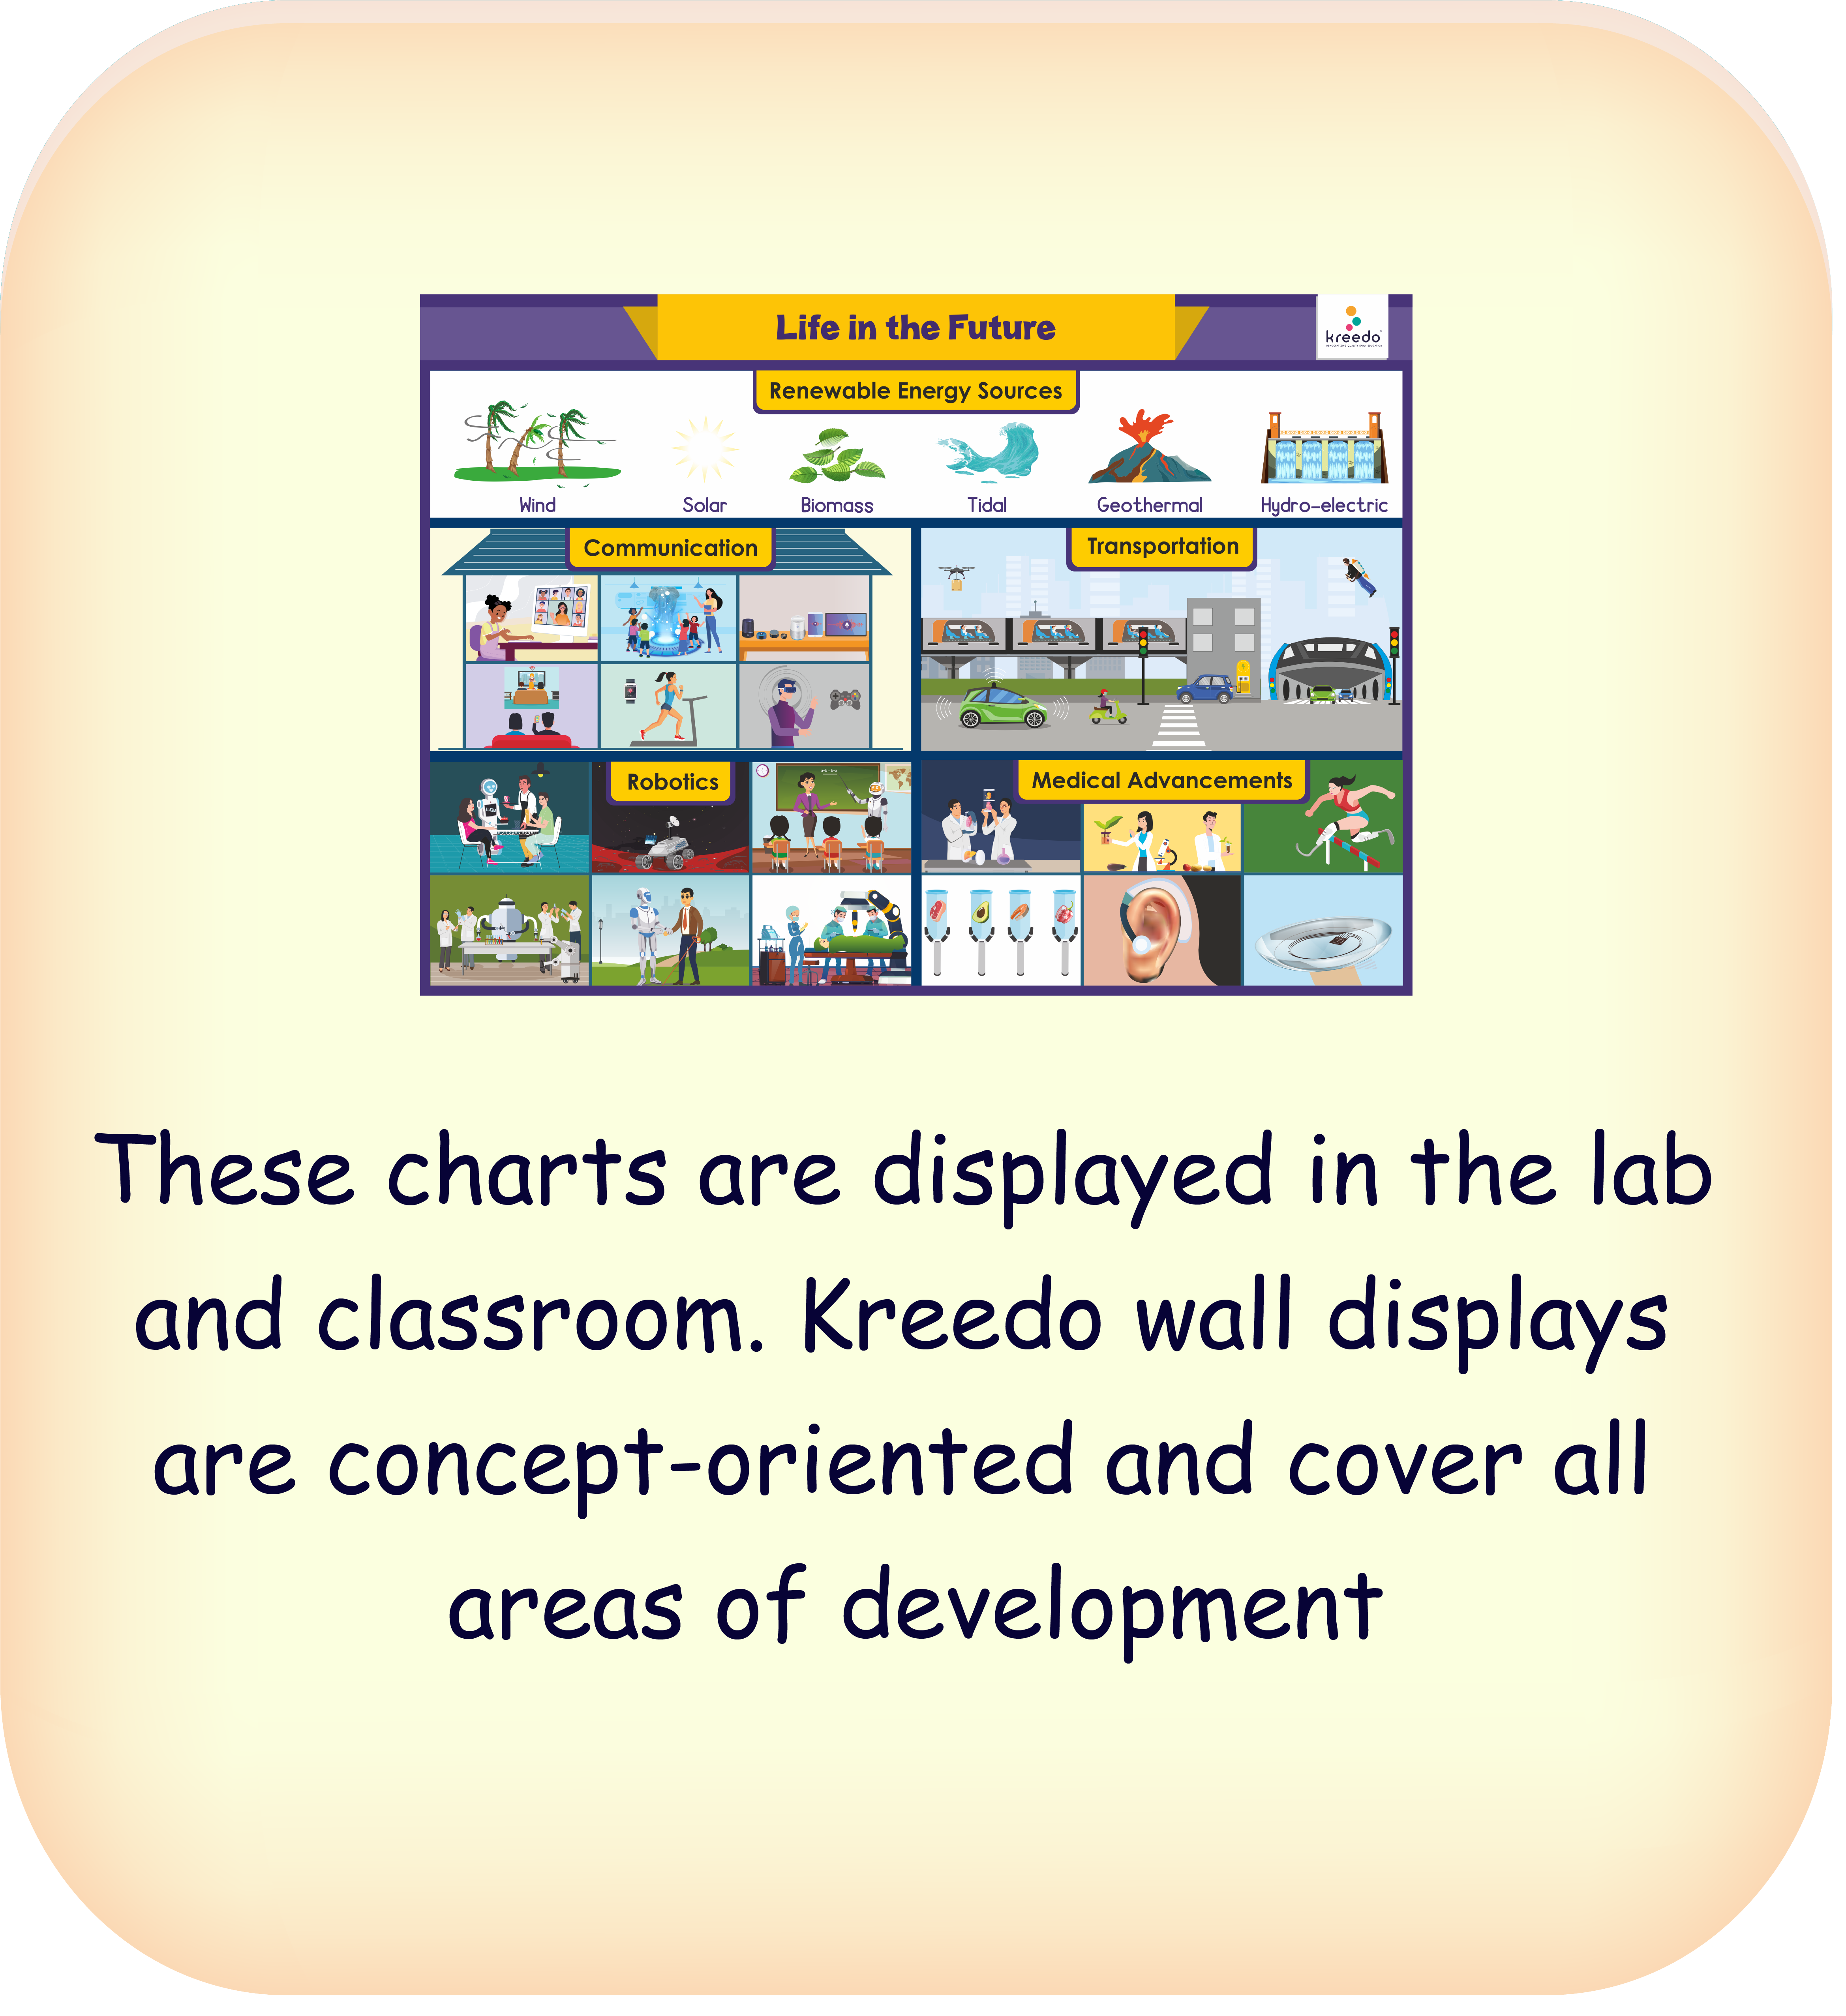 Life in the Future
kreedo
Renewable Energy Sources
Wind Solar Biomass Tidal Geothermal Hydro-electric
Communication
Transportation
Robotics
Medical Advancements
These charts are displayed in the lab
and classroom. Kreedo wall displays
are concept-oriented and cover all
areas of development